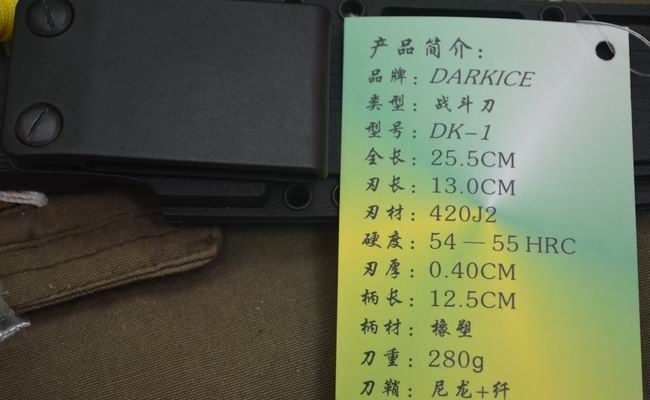 产品简介:
品牌: DARKICE
类型: 战斗刀
型号: DK-1
全长: 25.5CM
刃长: 13.0CM
刃材: 420J2
硬度: 54 — 55 HRC
刃厚: 0.40CM
柄长: 12.5CM
柄材: 橡塑
刀重: 280g
刀鞘: 尼龙+纤